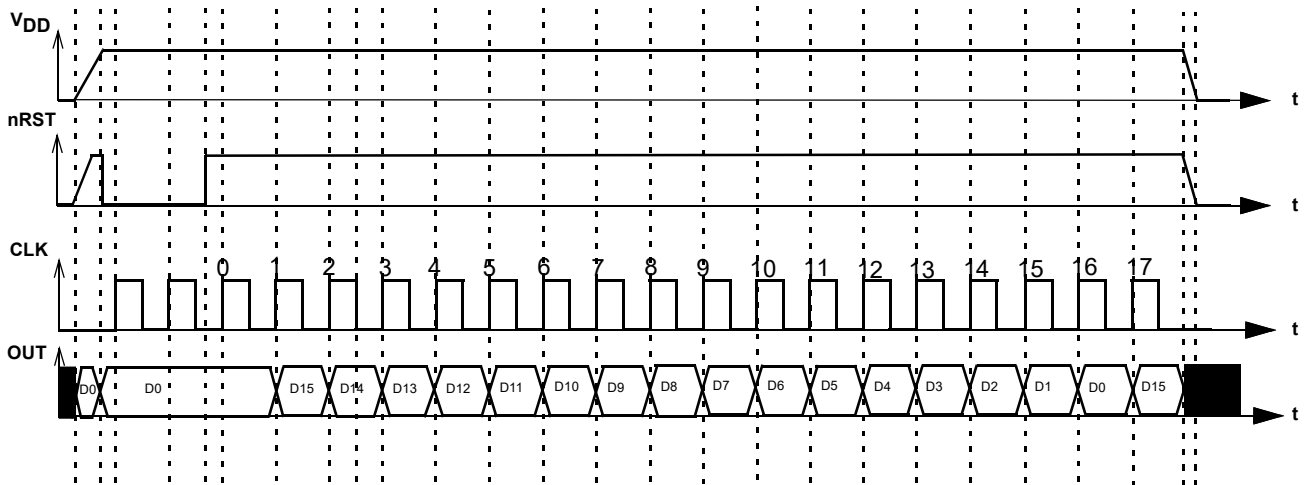 VDD
t
nRST
t
CLK
0 1 2 3 4 5 6 7 8 9 10 11 12 13 14 15 16 17
t
OUT
D0 D0 D15 D14 D13 D12 D11 D10 D9 D8 D7 D6 D5 D4 D3 D2 D1 D0 D15
t